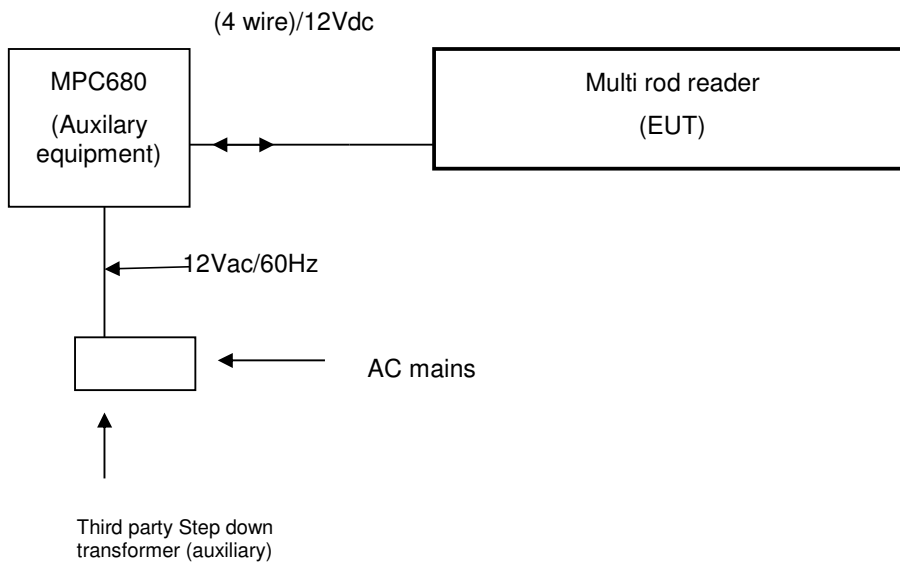 (4 wire)/12Vdc
MPC680
(Auxilary
equipment)
Multi rod reader
(EUT)
12Vac/60Hz
AC mains
Third party Step down
transformer (auxiliary)